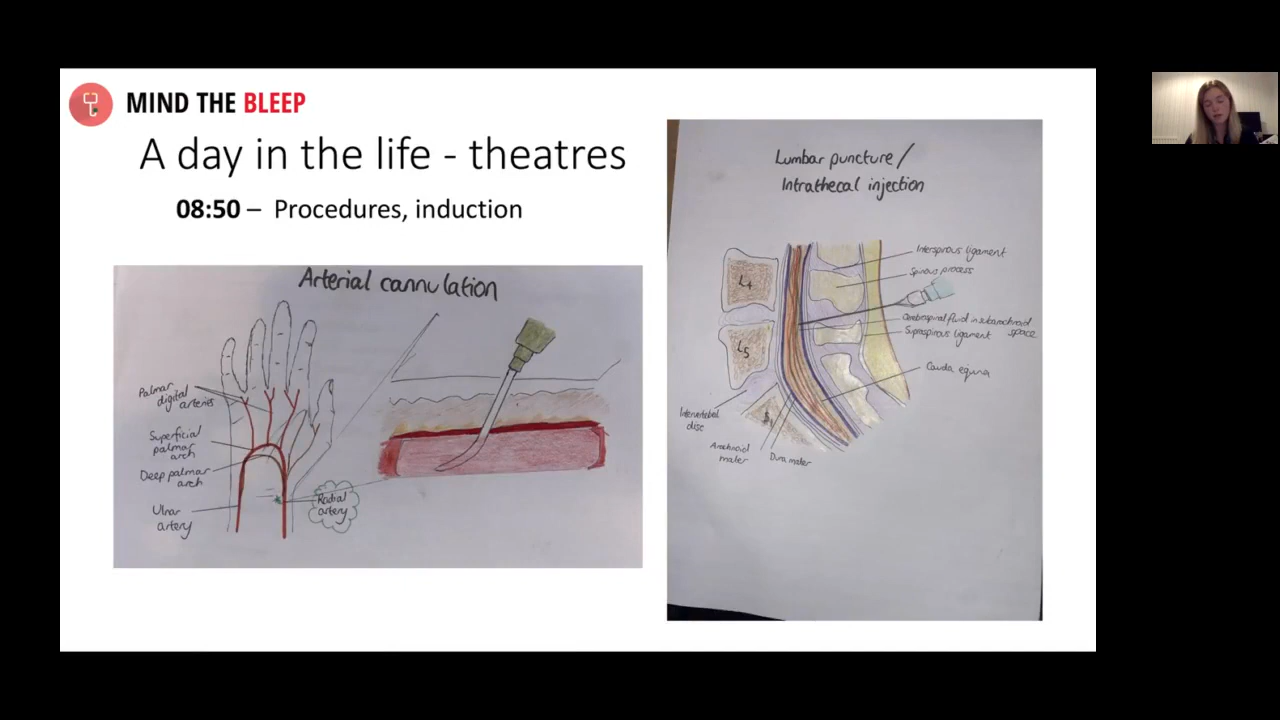 MIND THE BLEEP
A day in the life - theatres
08:50 – Procedures, induction
Arterial cannulation
Palmar
digital
arteries
Superficial
palmar
arch
Deep palmar
arch
Ulnar
artery
Radial
artery
Lumbar puncture/
Intrathecal injection
Interspinous ligament
Spinous process
Cerebrospinal fluid in subarachnoid
space
Supraspinous ligament
Cauda equina
L4
L5
Intervertebral
disc
Arachnoid
mater
Dura mater